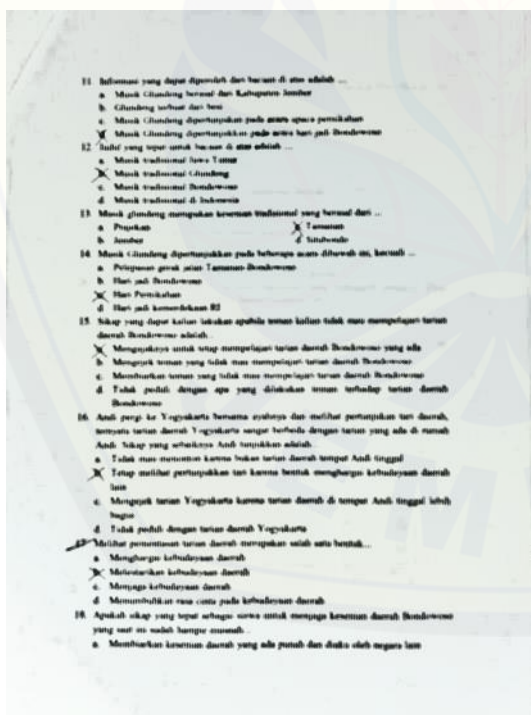 11. Informasi yang dapat diperoleh dari bacaan di atas adalah ...
a. Musik Glundeng berasal dari Kabupaten Jember
b. Glundeng terbuat dari besi
c. Musik Glundeng dipertunjukan pada acara upacara pernikahan
d. Musik Glundeng dipertunjukkan pada acara hari jadi Bondowoso
12. Judul yang tepat untuk bacaan di atas adalah ...
a. Musik tradisional Jawa Timur
b. Musik tradisional Glundeng
c. Musik tradisional Bondowoso
d. Musik tradisional di Indonesia
13. Musik glundeng merupakan kesenian tradisional yang berasal dari ...
a. Prajekan c. Tamanan
b. Jember d. Situbondo
14. Musik Glundeng dipertunjukkan pada beberapa acara dibawah ini, kecuali ...
a. Pelepasan gerak jalan Tamanan-Bondowoso
b. Hari jadi Bondowoso
c. Hari Pernikahan
d. Hari jadi kemerdekaan RI
15. Sikap yang dapat kalian lakukan apabila teman kalian tidak mau mempelajari tarian
daerah Bondowoso adalah ..
a. Mengajaknya untuk tetap mempelajari tarian daerah Bondowoso yang ada
b. Mengejek teman yang tidak mau mempelajari tarian daerah Bondowoso
c. Membiarkan teman yang tidak mau mempelajari tarian daerah Bondowoso
d. Tidak peduli dengan apa yang dilakukan teman terhadap tarian daerah
Bondowoso
16. Andi pergi ke Yogyakarta bersama ayahnya dan melihat pertunjukan tari daerah,
ternyata tarian daerah Yogyakarta sangat berbeda dengan tarian yang ada di rumah
Andi. Sikap yang sebaiknya Andi tunjukkan adalah..
a. Tidak mau menonton karena bukan tarian daerah tempat Andi tinggal
b. Tetap melihat pertunjukkan tari karena bentuk menghargai kebudayaan daerah
lain
c. Mengejek tarian Yogyakarta karena tarian daerah di tempat Andi tinggal lebih
bagus
d. Tidak peduli dengan tarian daerah Yogyakarta
17. Melihat pementasan tarian daerah merupakan salah satu bentuk...
a. Menghargai kebudayaan daerah
b. Melestarikan kebudayaan daerah
c. Menjaga kebudayaan daerah
d. Menumbuhkan rasa cinta pada kebudayaan daerah
18. Apakah sikap yang tepat sebagai siswa untuk menjaga kesenian daerah Bondowoso
yang saat ini sudah hampir musnah ..
a. Membiarkan kesenian daerah yang ada punah dan diakui oleh negara lain